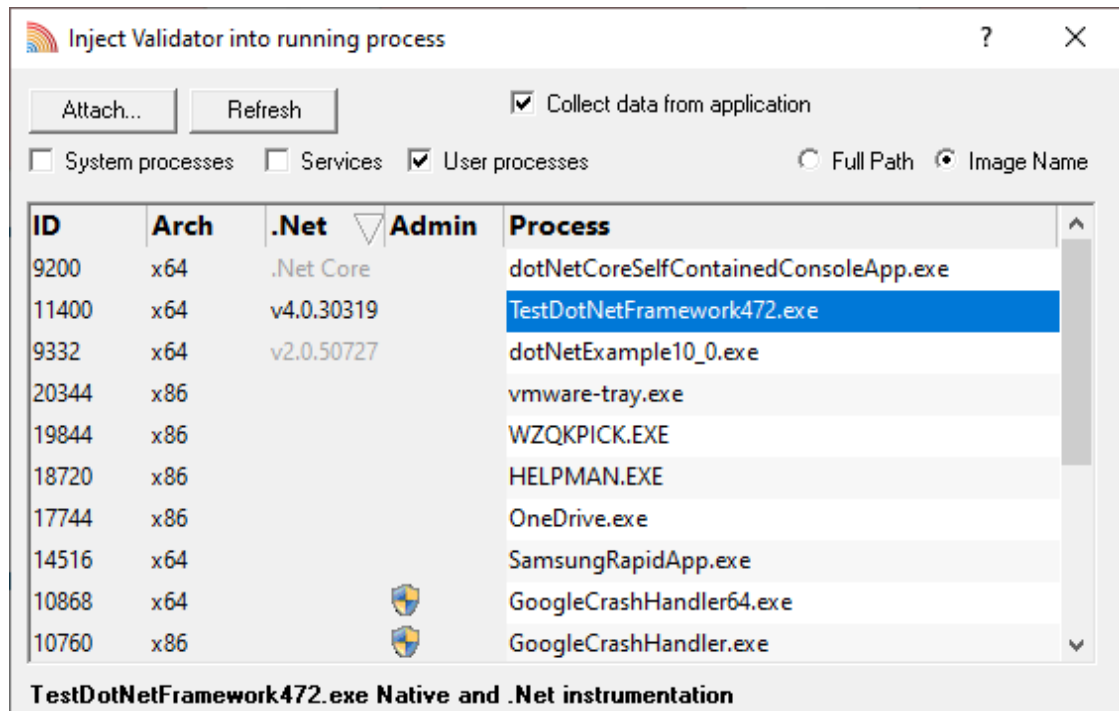 Inject Validator into running process ?
Attach... Refresh Collect data from application
System processes Services User processes Full Path Image Name
ID Arch .Net Admin Process
9200 x64 .Net Core dotNetCoreSelfContainedConsoleApp.exe
11400 x64 v4.0.30319 TestDotNetFramework472.exe
9332 x64 v2.0.50727 dotNetExample10_0.exe
20344 x86 vmware-tray.exe
19844 x86 WZQKPICK.EXE
18720 x86 HELPMAN.EXE
17744 x86 OneDrive.exe
14516 x64 SamsungRapidApp.exe
10868 x64 GoogleCrashHandler64.exe
10760 x86 GoogleCrashHandler.exe
TestDotNetFramework472.exe Native and .Net instrumentation